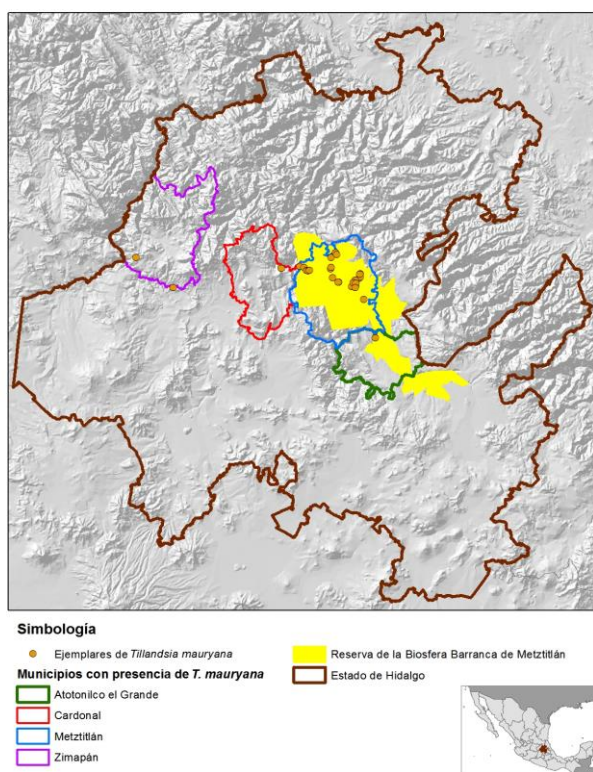 Simbología
Ejemplares de Tillandsia mauryana
Municipios con presencia de T. mauryana
Atotonilco el Grande
Cardonal
Metztitlán
Zimapán
Reserva de la Biosfera Barranca de Metztitlán
Estado de Hidalgo